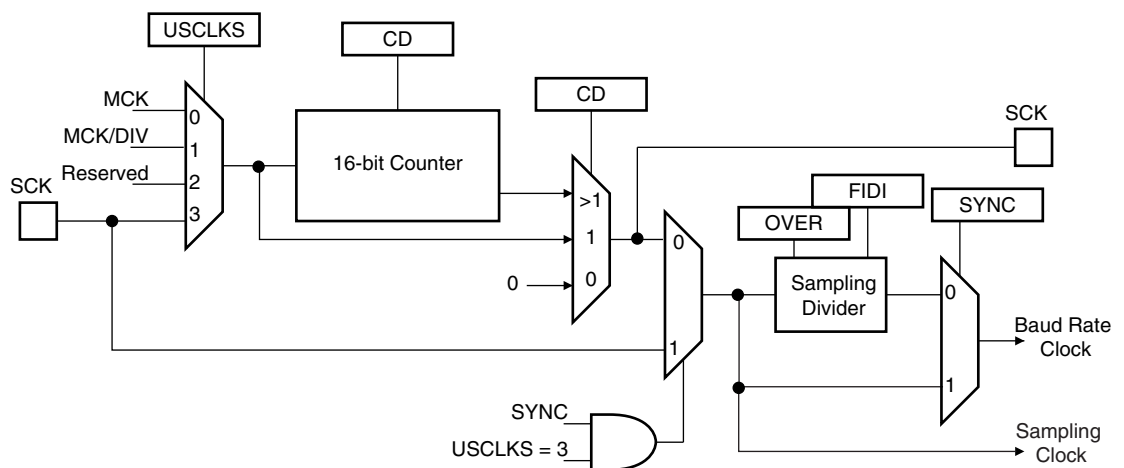 USCLKS
CD
MCK
0
MCK/DIV
1
Reserved
2
SCK
3
16-bit Counter
CD
>1
1
0
0
SCK
FIDI
OVER
SYNC
0
1
Sampling
Divider
0
1
Baud Rate
Clock
SYNC
USCLKS = 3
Sampling
Clock